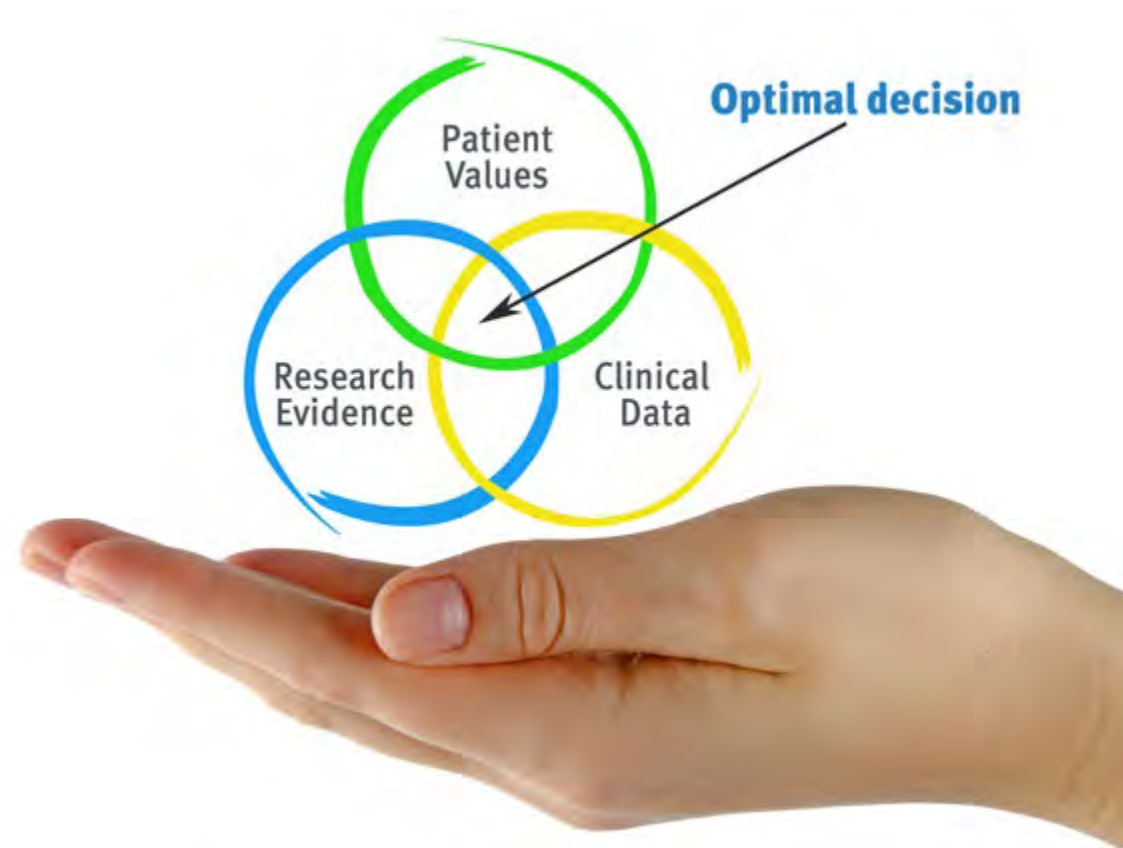 Optimal decision
Patient
Values
Research
Evidence
Clinical
Data